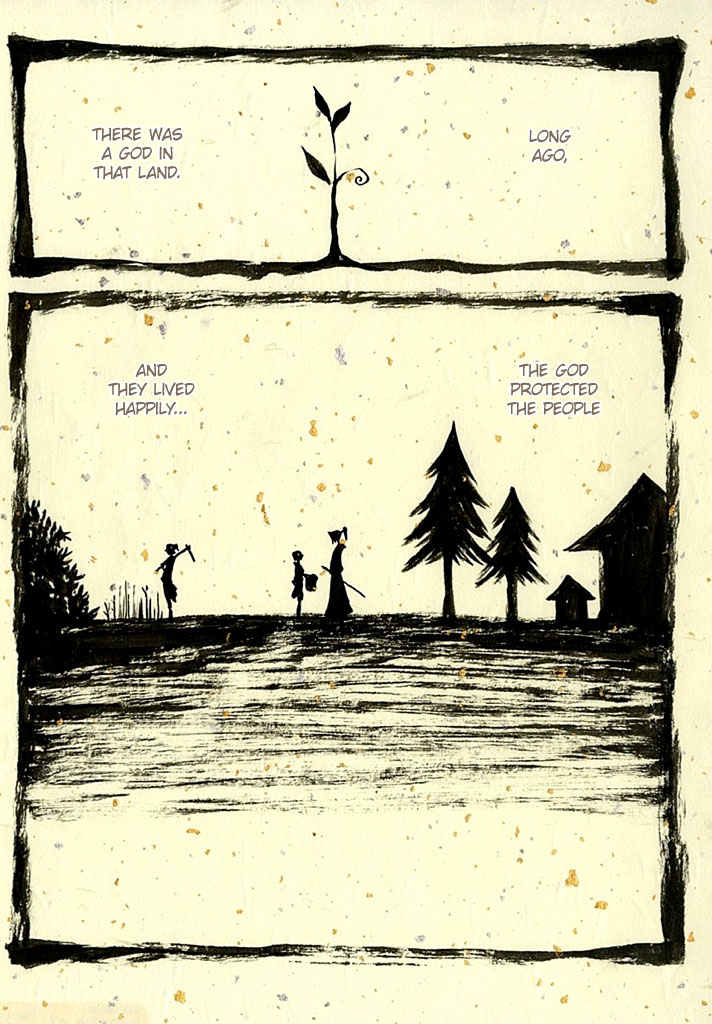 LONG
AGO,
THERE WAS
A GOD IN
THAT LAND.
THE GOD
PROTECTED
THE PEOPLE
AND
THEY LIVED
HAPPILY...